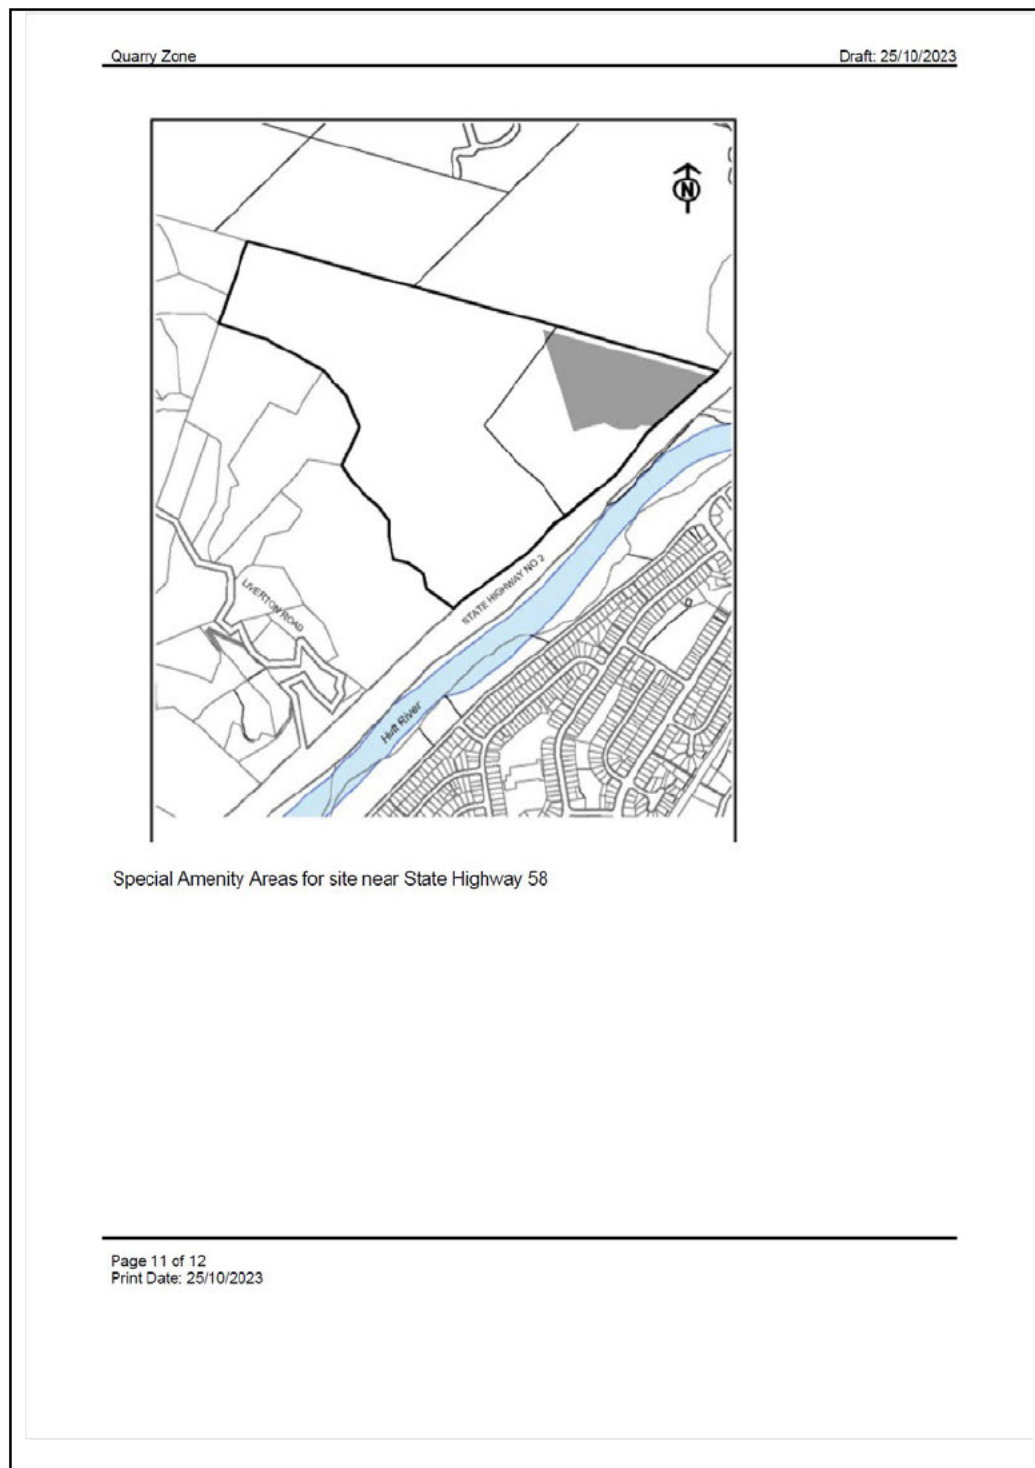 Quarry Zone
Draft: 25/10/2023
N
STATE HIGHWAY NO 2
LIVERTON ROAD
Hutt River
Special Amenity Areas for site near State Highway 58
Page 11 of 12
Print Date: 25/10/2023